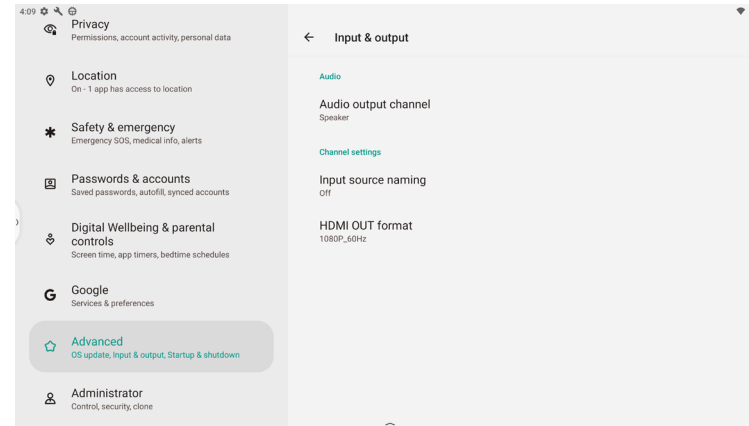 4:09
Privacy
Permissions, account activity, personal data
Location
On - 1 app has access to location
Safety & emergency
Emergency SOS, medical info, alerts
Passwords & accounts
Saved passwords, autofill, synced accounts
Digital Wellbeing & parental
controls
Screen time, app timers, bedtime schedules
Google
Services & preferences
Advanced
OS update, Input & output, Startup & shutdown
Administrator
Control, security, clone
Input & output
Audio
Audio output channel
Speaker
Channel settings
Input source naming
Off
HDMI OUT format
1080P_60Hz